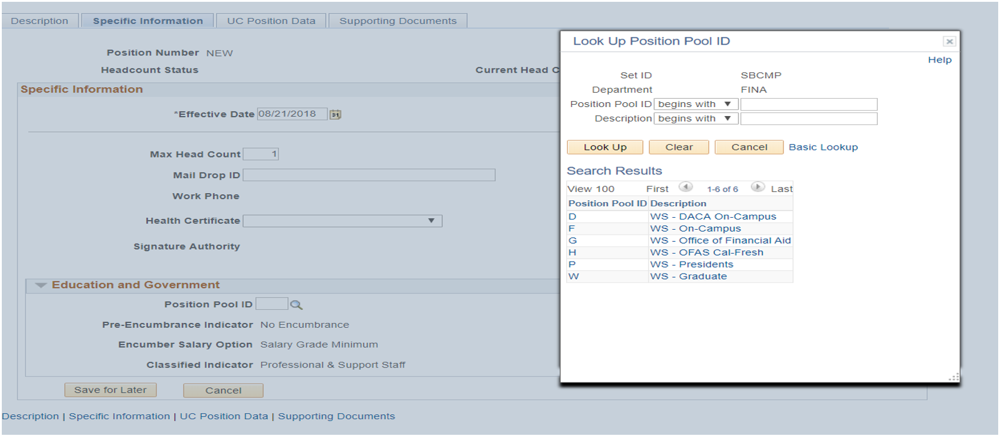 Description Specific Information UC Position Data Supporting Documents
Position Number NEW
Headcount Status Current Head C
Specific Information
*Effective Date 08/21/2018 31
Max Head Count 1
Mail Drop ID
Work Phone
Health Certificate
Signature Authority
Education and Government
Position Pool ID
Pre-Encumbrance Indicator No Encumbrance
Encumber Salary Option Salary Grade Minimum
Classified Indicator Professional & Support Staff
Save for Later Cancel
Description | Specific Information | UC Position Data | Supporting Documents
Look Up Position Pool ID
Help
Set ID SBCMP
Department FINA
Position Pool ID begins with
Description begins with
Look Up Clear Cancel Basic Lookup
Search Results
View 100 First 1-6 of 6 Last
Position Pool ID Description
D WS - DACA On-Campus
F WS - On-Campus
G WS - Office of Financial Aid
H WS - OFAS Cal-Fresh
P WS - Presidents
W WS - Graduate